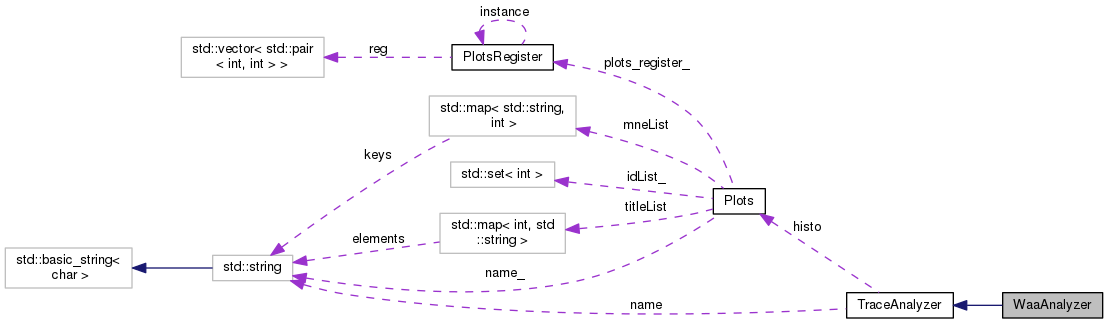 instance
std::vector< std::pair
< int, int > >
reg
PlotsRegister
plots_register_
std::map< std::string,
int >
mneList
keys
std::set< int >
idList_
titleList
Plots
std::map< int, std
::string >
elements
histo
std::basic_string<
char >
std::string
name_
name
TraceAnalyzer
WaaAnalyzer